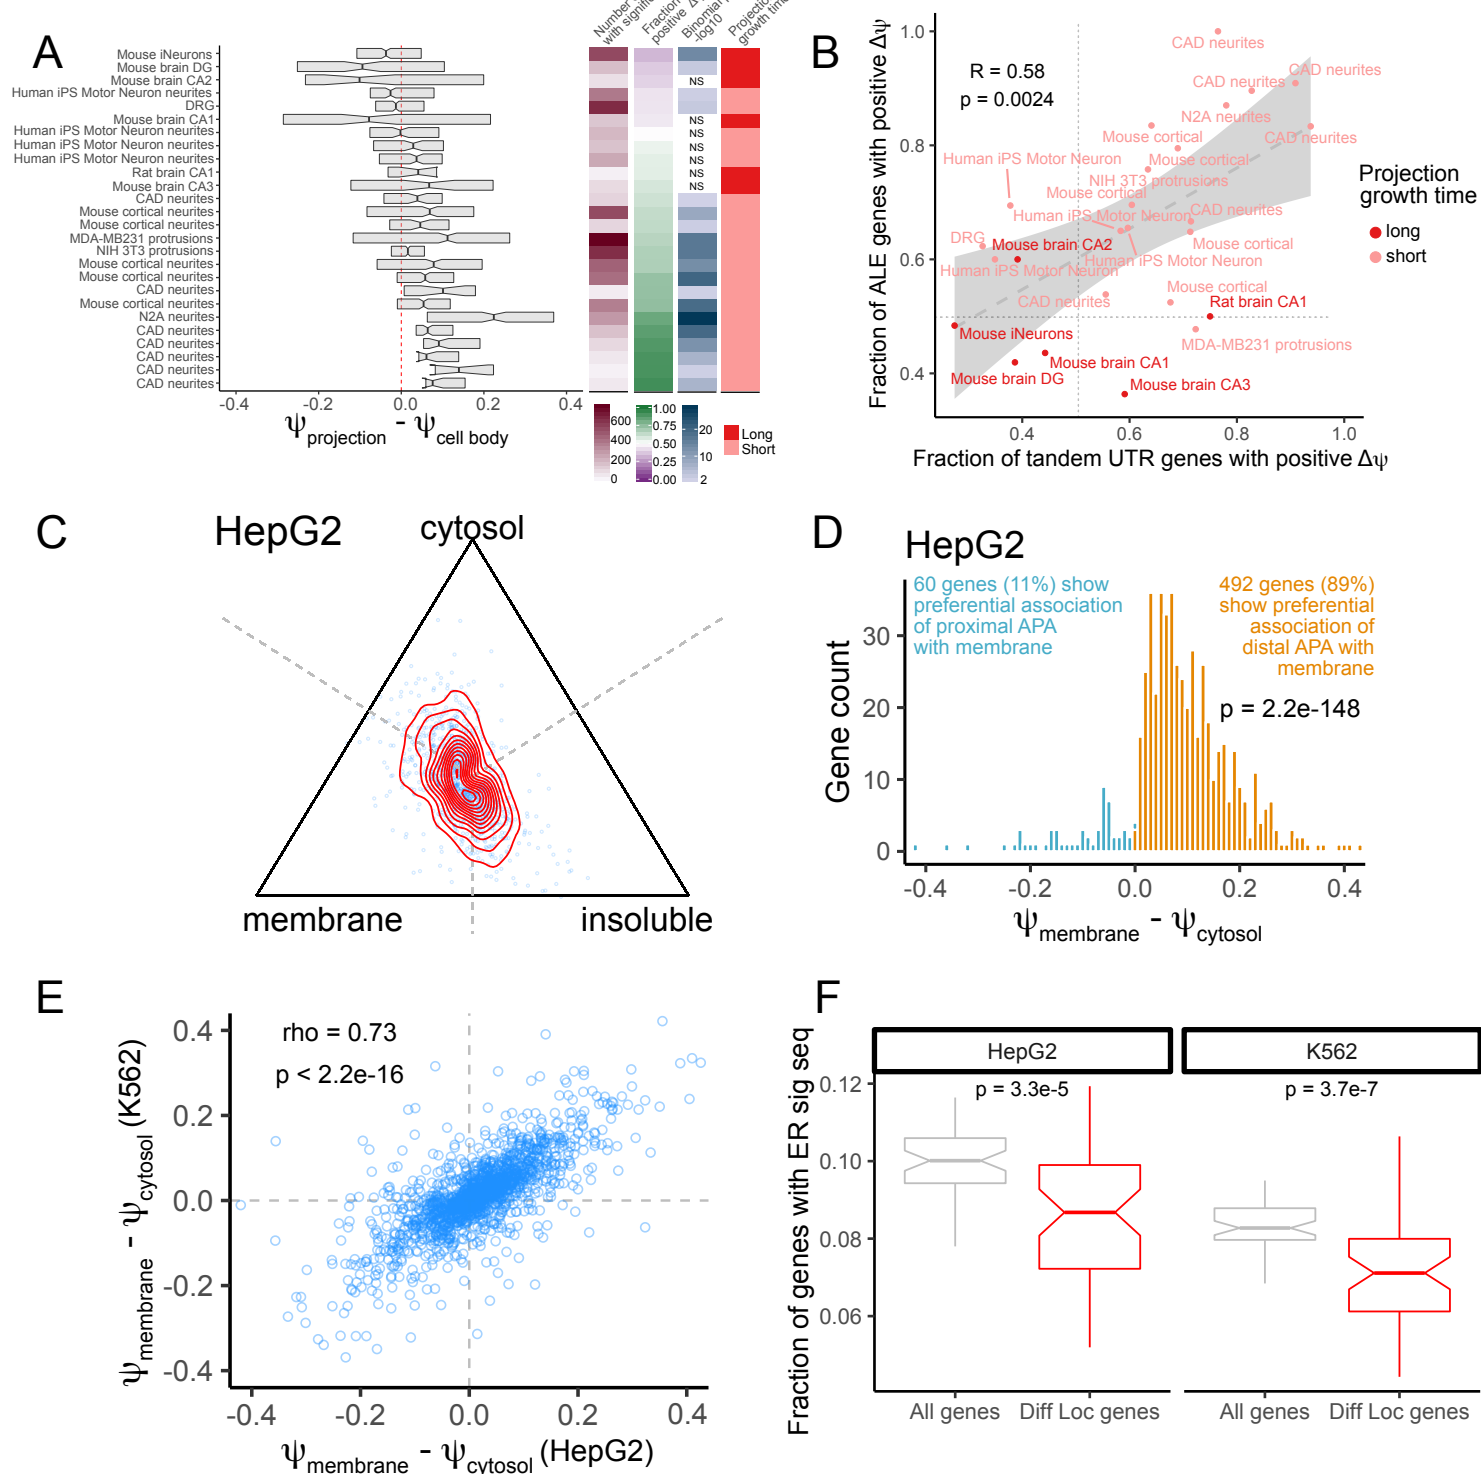 A
Number
with signific
Fraction
positive Δ
Binomial
-log10
Projection
growth time
Mouse iNeurons
Mouse brain DG
Mouse brain CA2
Human iPS Motor Neuron neurites
DRG
Mouse brain CA1
Human iPS Motor Neuron neurites
Human iPS Motor Neuron neurites
Human iPS Motor Neuron neurites
Rat brain CA1
Mouse brain CA3
CAD neurites
Mouse cortical neurites
Mouse cortical neurites
MDA-MB231 protrusions
NIH 3T3 protrusions
Mouse cortical neurites
Mouse cortical neurites
CAD neurites
Mouse cortical neurites
N2A neurites
CAD neurites
CAD neurites
CAD neurites
CAD neurites
CAD neurites
NS
NS
NS
NS
NS
NS
NS
-0.4 -0.2 0.0 0.2 0.4
ψprojection - ψcell body
600
400
200
0
1.00
0.75
0.50
0.25
0.00
20
10
2
Long
Short
B
R = 0.58
p = 0.0024
CAD neurites
CAD neurites
CAD neurites
N2A neurites
CAD neurites
Mouse cortical
Mouse cortical
Human iPS Motor Neuron
NIH 3T3 protrusions
Mouse cortical
Human iPS Motor Neuron
CAD neurites
DRG
Mouse brain CA2
Mouse cortical
Human iPS Motor Neuron
Human iPS Motor Neuron
CAD neurites
Mouse cortical
Rat brain CA1
Mouse iNeurons
MDA-MB231 protrusions
Mouse brain CA1
Mouse brain DG
Mouse brain CA3
1.0
0.8
0.6
0.4
0.4 0.6 0.8 1.0
Fraction of ALE genes with positive Δψ
Fraction of tandem UTR genes with positive Δψ
Projection
growth time
long
short
C
HepG2
cytosol
membrane
insoluble
D
HepG2
60 genes (11%) show
preferential association
of proximal APA
with membrane
492 genes (89%)
show preferential
association of
distal APA with
membrane
p = 2.2e-148
Gene count
30
20
10
0
-0.4 -0.2 0.0 0.2 0.4
ψmembrane - ψcytosol
E
rho = 0.73
p < 2.2e-16
ψmembrane - ψcytosol (K562)
0.4
0.2
0.0
-0.2
-0.4
-0.4 -0.2 0.0 0.2 0.4
ψmembrane - ψcytosol (HepG2)
F
HepG2
K562
p = 3.3e-5
p = 3.7e-7
Fraction of genes with ER sig seq
0.12
0.10
0.08
0.06
All genes
Diff Loc genes
All genes
Diff Loc genes